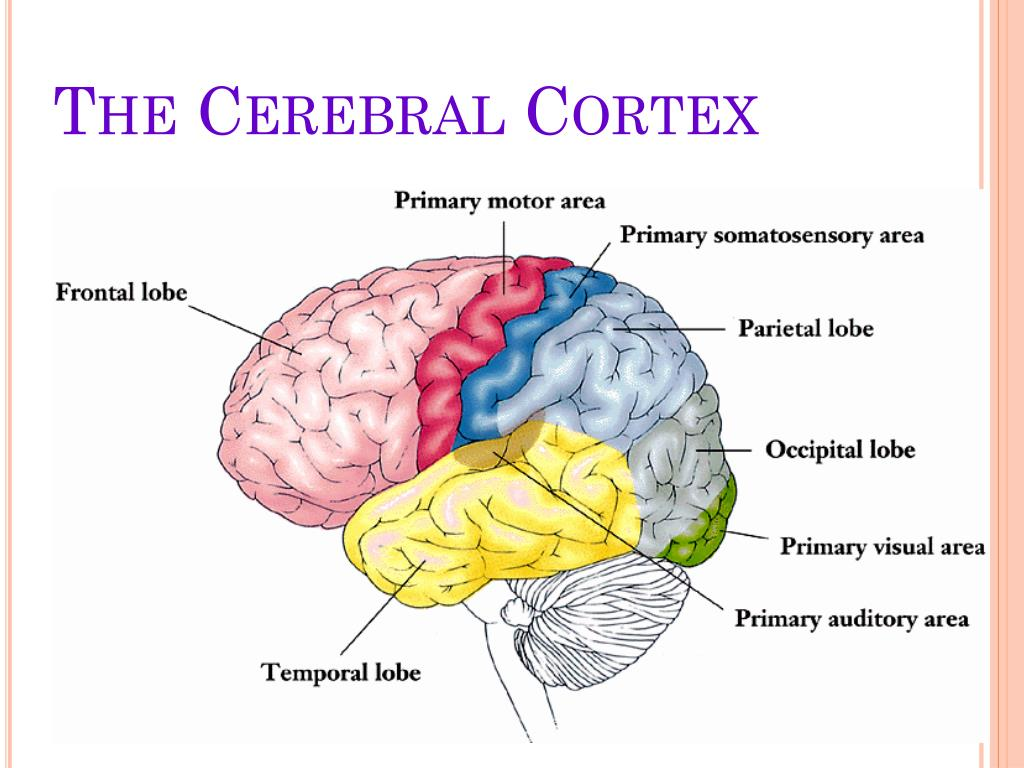 The Cerebral Cortex
Primary motor area
Primary somatosensory area
Frontal lobe
Parietal lobe
Occipital lobe
Primary visual area
Primary auditory area
Temporal lobe